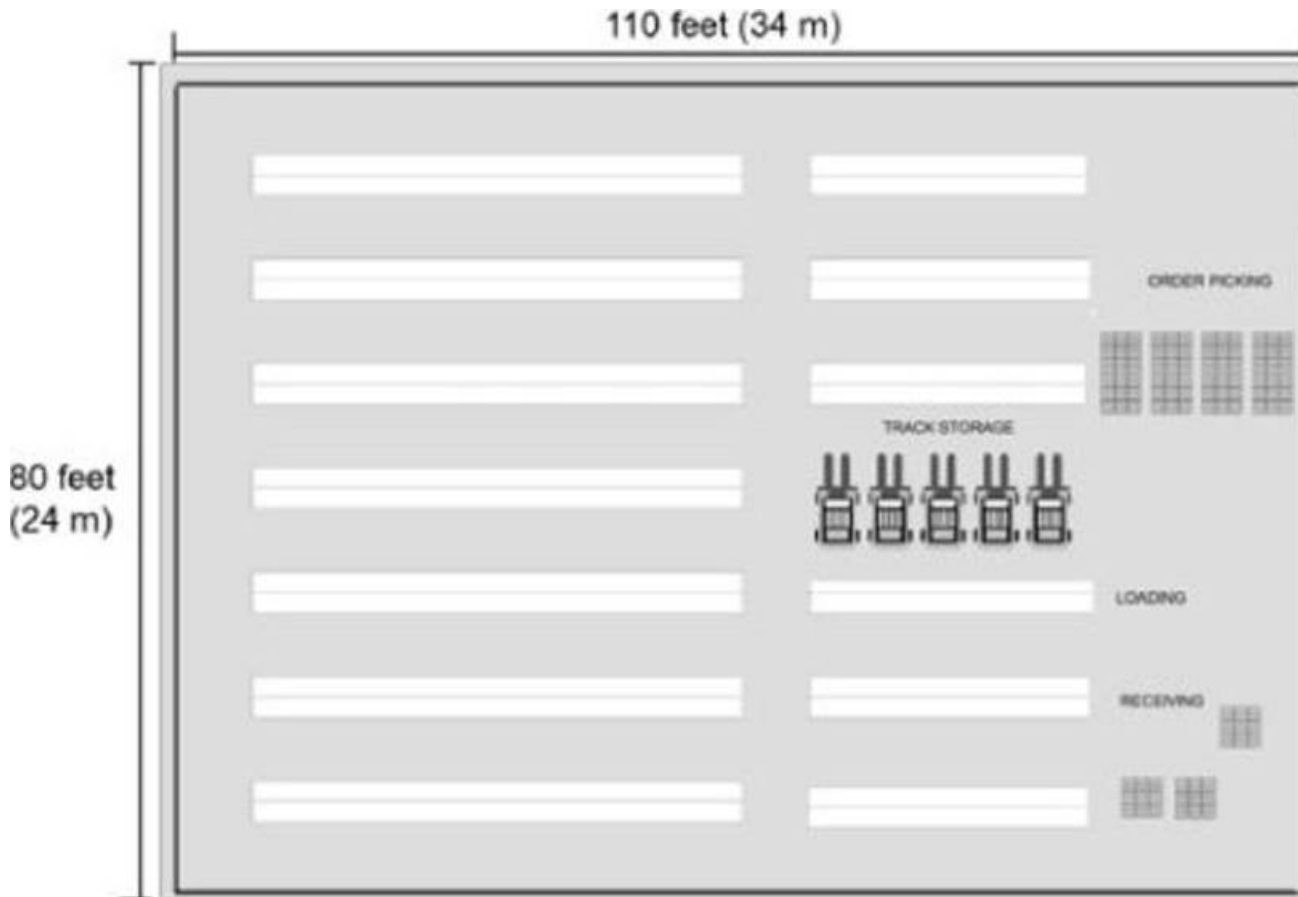 110 feet (34 m)
ORDER PICKING
TRACK STORAGE
80 feet
(24 m)
LOADING
RECEIVING